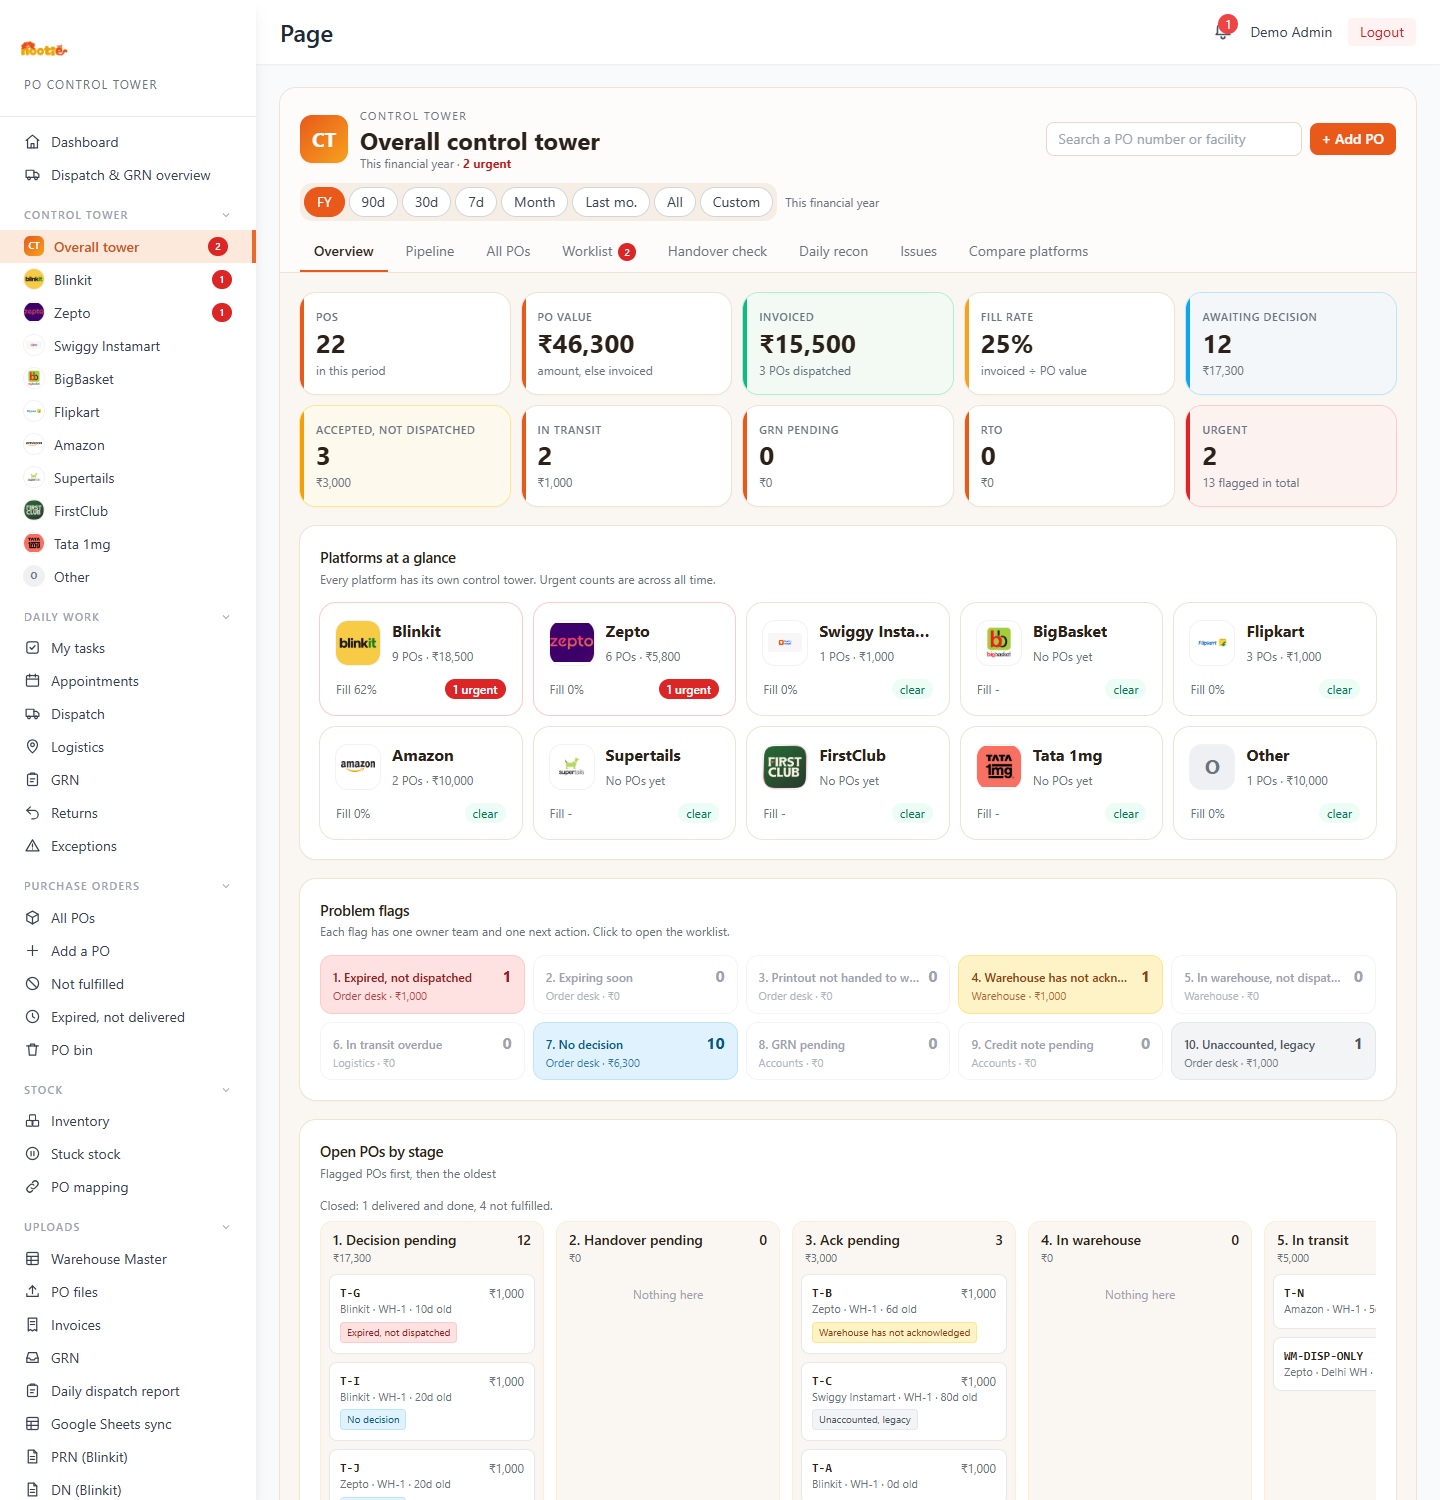 nootie
PO CONTROL TOWER
Dashboard
Dispatch & GRN overview
CONTROL TOWER
CT Overall tower 2
blinkit Blinkit 1
zepto Zepto 1
Swiggy Instamart
BigBasket
Flipkart
Amazon
Supertails
FirstClub
Tata 1mg
O Other
DAILY WORK
My tasks
Appointments
Dispatch
Logistics
GRN
Returns
Exceptions
PURCHASE ORDERS
All POs
Add a PO
Not fulfilled
Expired, not delivered
PO bin
STOCK
Inventory
Stuck stock
PO mapping
UPLOADS
Warehouse Master
PO files
Invoices
GRN
Daily dispatch report
Google Sheets sync
PRN (Blinkit)
DN (Blinkit)
Page
1 Demo Admin Logout
CT
CONTROL TOWER
Overall control tower
This financial year · 2 urgent
Search a PO number or facility
+ Add PO
FY 90d 30d 7d Month Last mo. All Custom This financial year
Overview Pipeline All POs Worklist 2 Handover check Daily recon Issues Compare platforms
POS
22
in this period
PO VALUE
₹46,300
amount, else invoiced
INVOICED
₹15,500
3 POs dispatched
FILL RATE
25%
invoiced ÷ PO value
AWAITING DECISION
12
₹17,300
ACCEPTED, NOT DISPATCHED
3
₹3,000
IN TRANSIT
2
₹1,000
GRN PENDING
0
₹0
RTO
0
₹0
URGENT
2
13 flagged in total
Platforms at a glance
Every platform has its own control tower. Urgent counts are across all time.
blinkit
Blinkit
9 POs · ₹18,500
Fill 62% 1 urgent
zepto
Zepto
6 POs · ₹5,800
Fill 0% 1 urgent
Swiggy Insta...
1 POs · ₹1,000
Fill 0% clear
bb
bigbasket
BigBasket
No POs yet
Fill - clear
Flipkart
Flipkart
3 POs · ₹1,000
Fill 0% clear
amazon
Amazon
2 POs · ₹10,000
Fill 0% clear
supertails
Supertails
No POs yet
Fill - clear
FIRST
CLUB
FirstClub
No POs yet
Fill - clear
TATA
1mg
Tata 1mg
No POs yet
Fill - clear
O
Other
1 POs · ₹10,000
Fill 0% clear
Problem flags
Each flag has one owner team and one next action. Click to open the worklist.
1. Expired, not dispatched 1
Order desk · ₹1,000
2. Expiring soon 0
Order desk · ₹0
3. Printout not handed to w... 0
Order desk · ₹0
4. Warehouse has not ackn... 1
Warehouse · ₹1,000
5. In warehouse, not dispat... 0
Warehouse · ₹0
6. In transit overdue 0
Logistics · ₹0
7. No decision 10
Order desk · ₹6,300
8. GRN pending 0
Accounts · ₹0
9. Credit note pending 0
Accounts · ₹0
10. Unaccounted, legacy 1
Order desk · ₹1,000
Open POs by stage
Flagged POs first, then the oldest
Closed: 1 delivered and done, 4 not fulfilled.
1. Decision pending 12
₹17,300
T-G ₹1,000
Blinkit · WH-1 · 10d old
Expired, not dispatched
T-I ₹1,000
Blinkit · WH-1 · 20d old
No decision
T-J ₹1,000
Zepto · WH-1 · 20d old
2. Handover pending 0
₹0
Nothing here
3. Ack pending 3
₹3,000
T-B ₹1,000
Zepto · WH-1 · 6d old
Warehouse has not acknowledged
T-C ₹1,000
Swiggy Instamart · WH-1 · 80d old
Unaccounted, legacy
T-A ₹1,000
Blinkit · WH-1 · 0d old
4. In warehouse 0
₹0
Nothing here
5. In transit
₹5,000
T-N
Amazon · WH-1 · 5
WM-DISP-ONLY
Zepto · Delhi WH ·